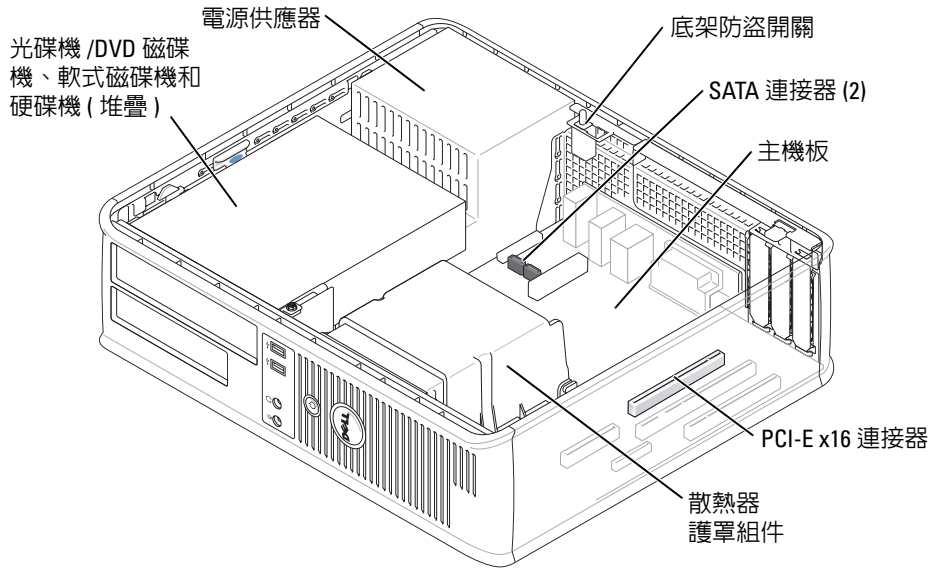 電源供應器
光碟機 /DVD 磁碟
機、軟式磁碟機和
硬碟機 ( 堆疊 )
底架防盜開關
SATA 連接器 (2)
主機板
DELL
PCI-E x16 連接器
散熱器
護罩組件